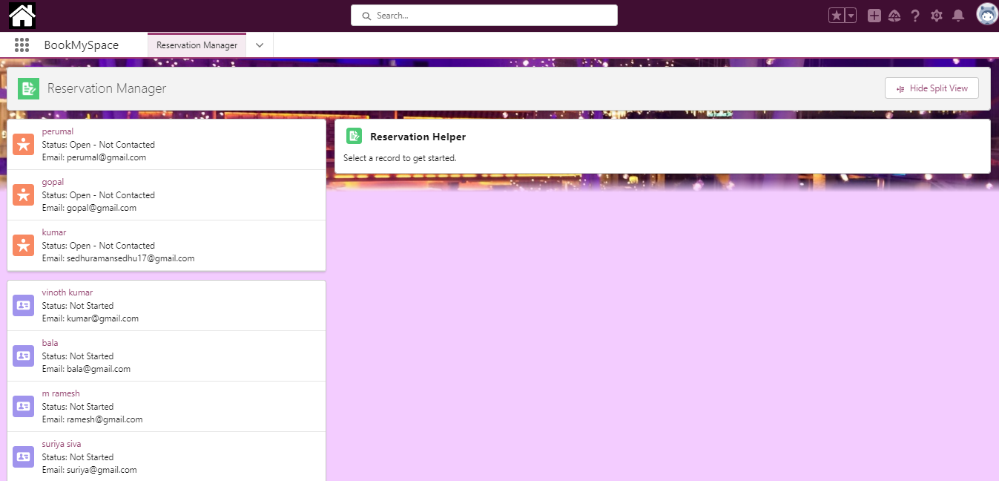 Search...
BookMySpace
Reservation Manager
Reservation Manager
Hide Split View
perumal
Status: Open - Not Contacted
Email: perumal@gmail.com
gopal
Status: Open - Not Contacted
Email: gopal@gmail.com
kumar
Status: Open - Not Contacted
Email: sedhuramansedhu17@gmail.com
vinoth kumar
Status: Not Started
Email: kumar@gmail.com
bala
Status: Not Started
Email: bala@gmail.com
m ramesh
Status: Not Started
Email: ramesh@gmail.com
suriya siva
Status: Not Started
Email: suriya@gmail.com
Reservation Helper
Select a record to get started.